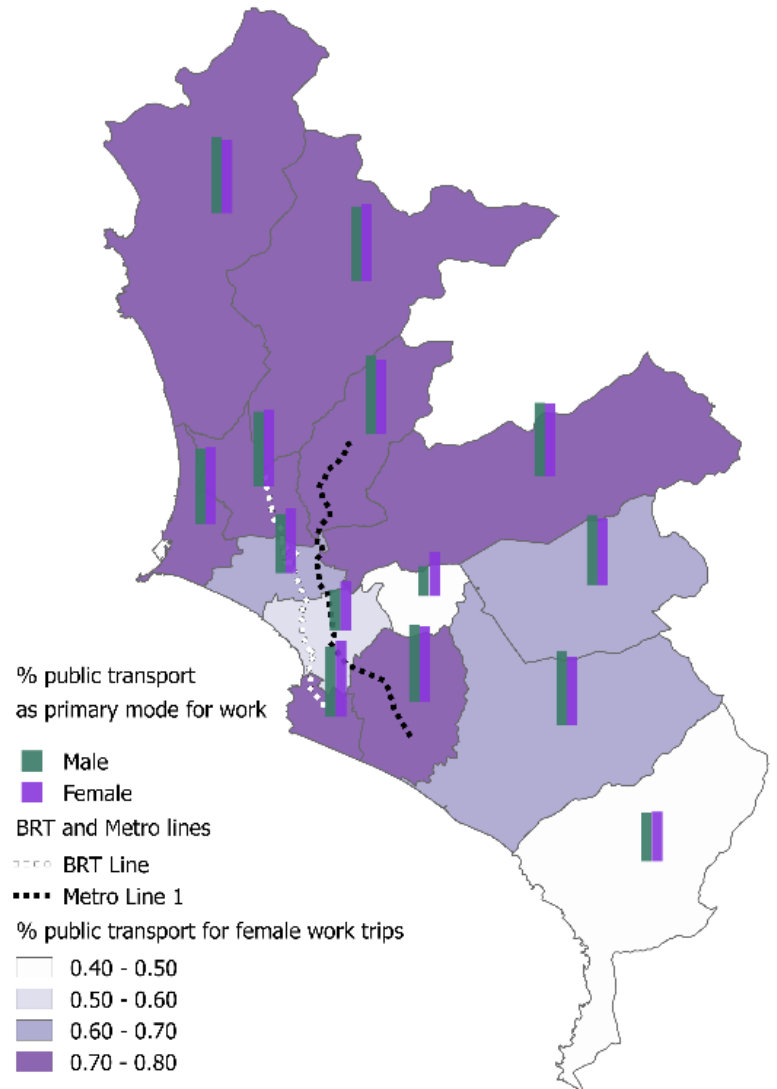 % public transport
as primary mode for work
Male
Female
BRT and Metro lines
BRT Line
Metro Line 1
% public transport for female work trips
0.40 - 0.50
0.50 - 0.60
0.60 - 0.70
0.70 - 0.80